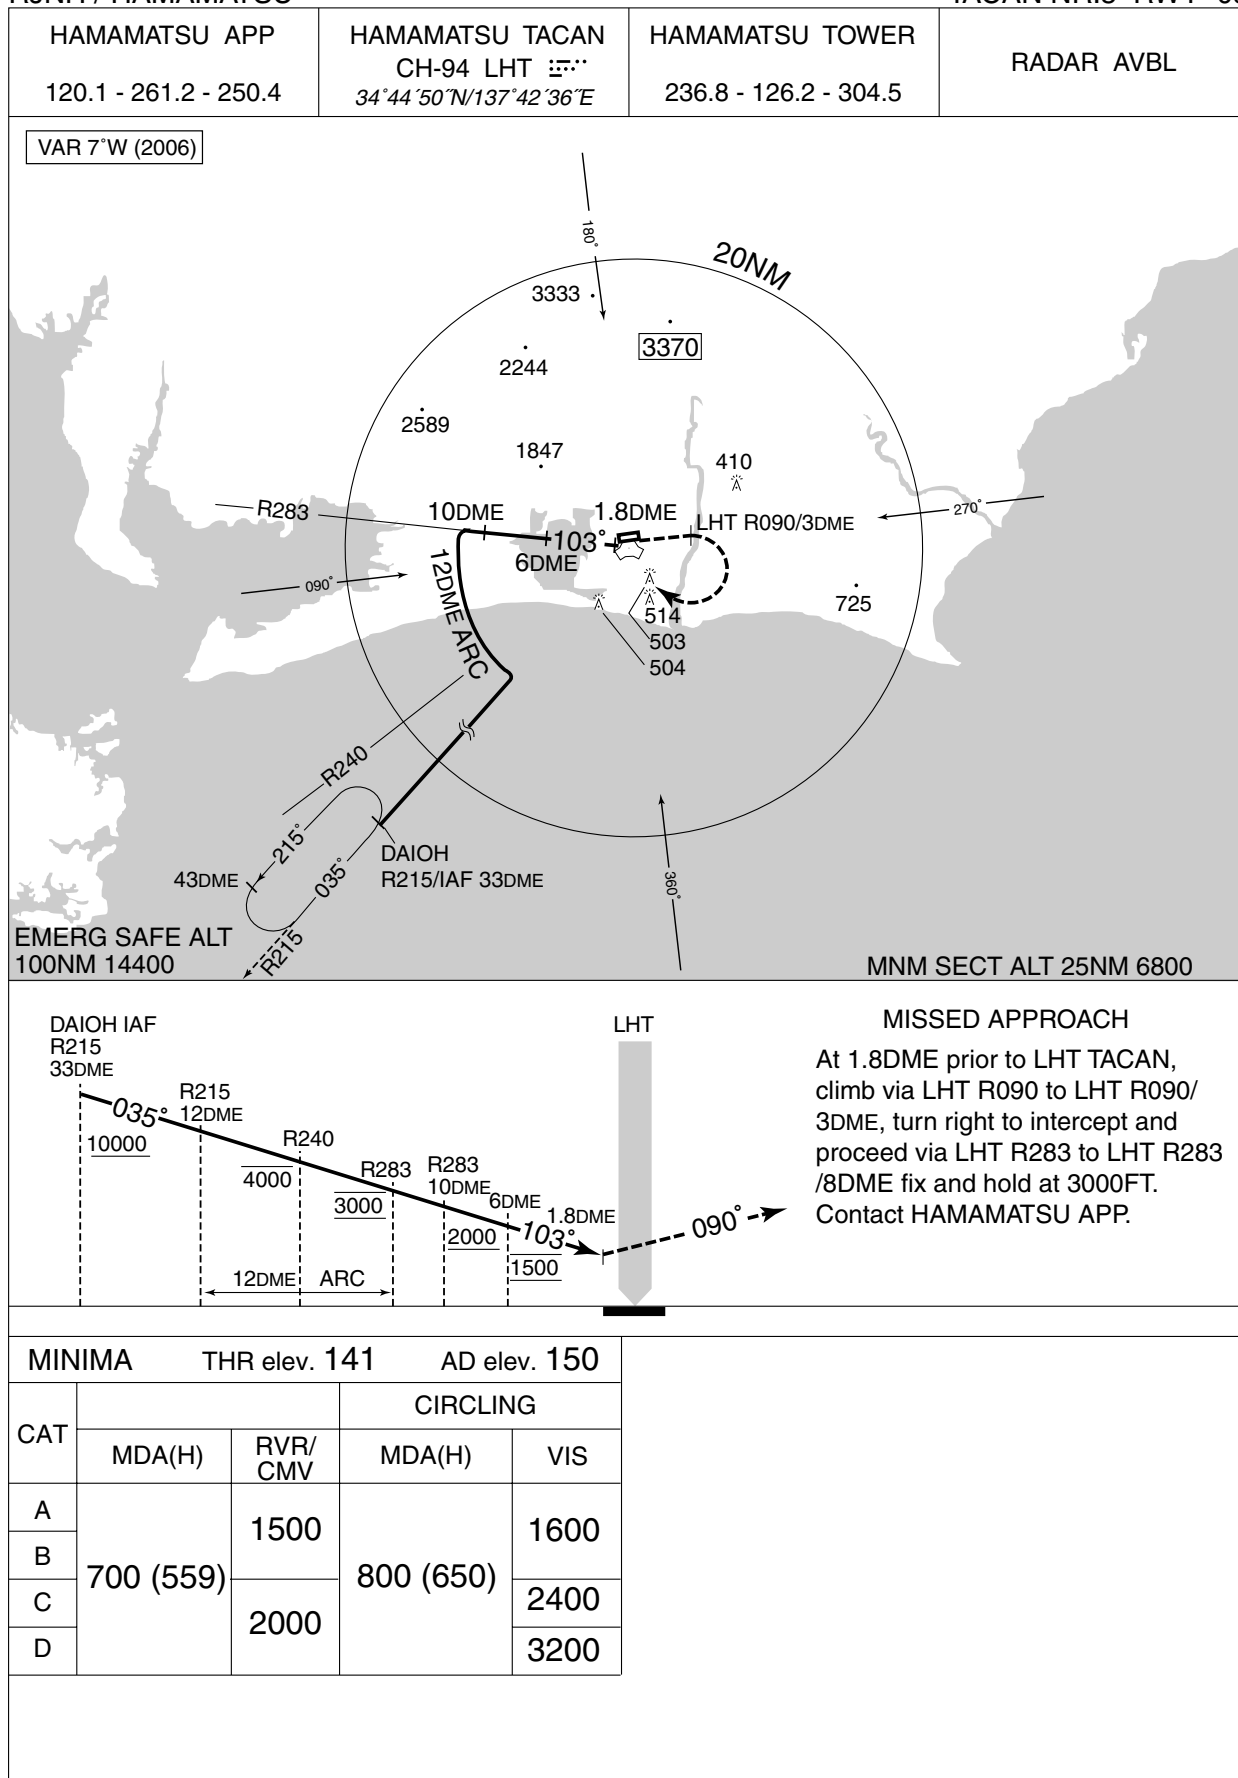 HAMAMATSU APP
120.1 - 261.2 - 250.4
HAMAMATSU TACAN
CH-94 LHT
34°44´50˝N/137°42´36˝E
HAMAMATSU TOWER
236.8 - 126.2 - 304.5
RADAR AVBL
VAR 7°W (2006)
180°
20NM
3333
3370
2244
2589
1847
410
R283
10DME
1.8DME
LHT R090/3DME
270°
103°
6DME
090°
12DME ARC
725
514
503
504
R240
215°
035°
DAIOH
R215/IAF 33DME
43DME
360°
R215
EMERG SAFE ALT
100NM 14400
MNM SECT ALT 25NM 6800
DAIOH IAF
R215
33DME
035°
10000
R215
12DME
R240
4000
R283
3000
R283
10DME
2000
6DME
1.8DME
103°
1500
12DME ARC
LHT
090°
MISSED APPROACH
At 1.8DME prior to LHT TACAN,
climb via LHT R090 to LHT R090/
3DME, turn right to intercept and
proceed via LHT R283 to LHT R283
/8DME fix and hold at 3000FT.
Contact HAMAMATSU APP.
MINIMA THR elev. 141 AD elev. 150
CIRCLING
CAT
MDA(H)
RVR/
CMV
MDA(H)
VIS
A
B
C
D
700 (559)
1500
2000
800 (650)
1600
2400
3200